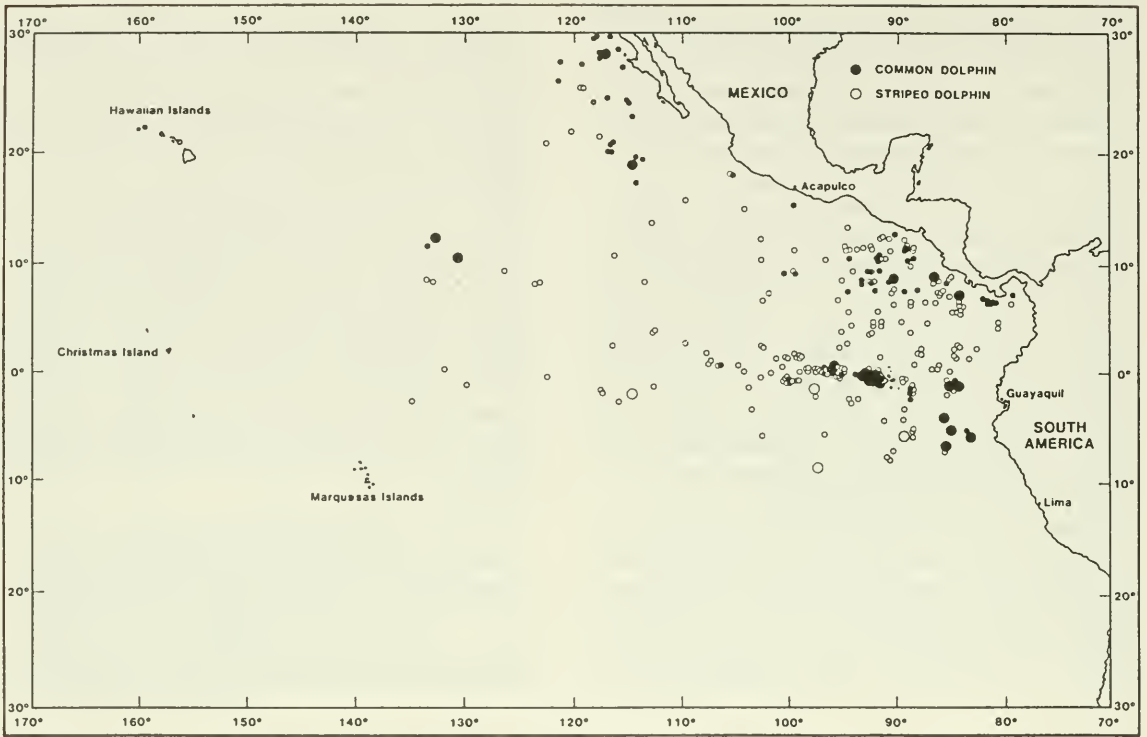 170° 160° 150° 140° 130° 120° 110° 100° 90° 80° 70°
30° 30°
COMMON DOLPHIN
MEXICO
STRIPED DOLPHIN
Hawaiian Islands
20° 20°
Acapulco
10° 10°
Christmas Island
0° 0°
Guayaquil
SOUTH
AMERICA
10° 10°
Marquesas Islands
Lima
20° 20°
30° 30°
170° 160° 150° 140° 130° 120° 110° 100° 90° 80° 70°